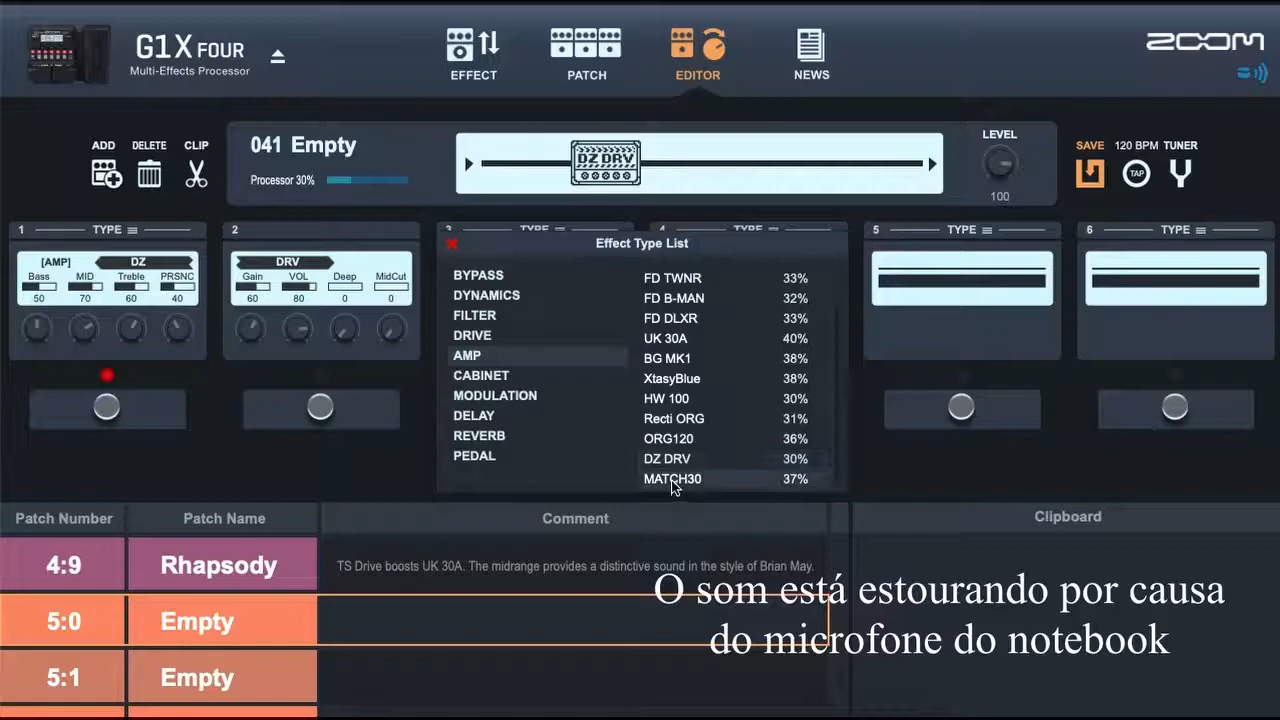 G1X FOUR
Multi-Effects Processor
EFFECT
PATCH
EDITOR
NEWS
ZOOM
ADD
DELETE
CLIP
041 Empty
Processor 30%
DZ DRV
LEVEL
100
SAVE
120 BPM
TUNER
TAP
1 TYPE
[AMP] DZ
Bass MID Treble PRSNC
50 70 60 40
2
DRV
Gain VOL Deep MidCut
60 80 0 0
3 TYPE
4 TYPE
5 TYPE
6 TYPE
Effect Type List
BYPASS
DYNAMICS
FILTER
DRIVE
AMP
CABINET
MODULATION
DELAY
REVERB
PEDAL
FD TWNR 33%
FD B-MAN 32%
FD DLXR 33%
UK 30A 40%
BG MK1 38%
XtasyBlue 38%
HW 100 30%
Recti ORG 31%
ORG120 36%
DZ DRV 30%
MATCH30 37%
Patch Number Patch Name Comment Clipboard
4:9 Rhapsody TS Drive boosts UK 30A. The midrange provides a distinctive sound in the style of Brian May.
5:0 Empty
5:1 Empty
O som está estourando por causa
do microfone do notebook